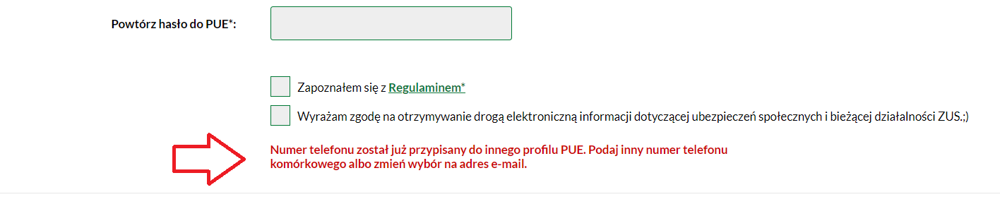 Powtórz hasło do PUE*:
Zapoznałem się z Regulaminem*
Wyrażam zgodę na otrzymywanie drogą elektroniczną informacji dotyczącej ubezpieczeń społecznych i bieżącej działalności ZUS.;)
Numer telefonu został już przypisany do innego profilu PUE. Podaj inny numer telefonu
komórkowego albo zmień wybór na adres e-mail.